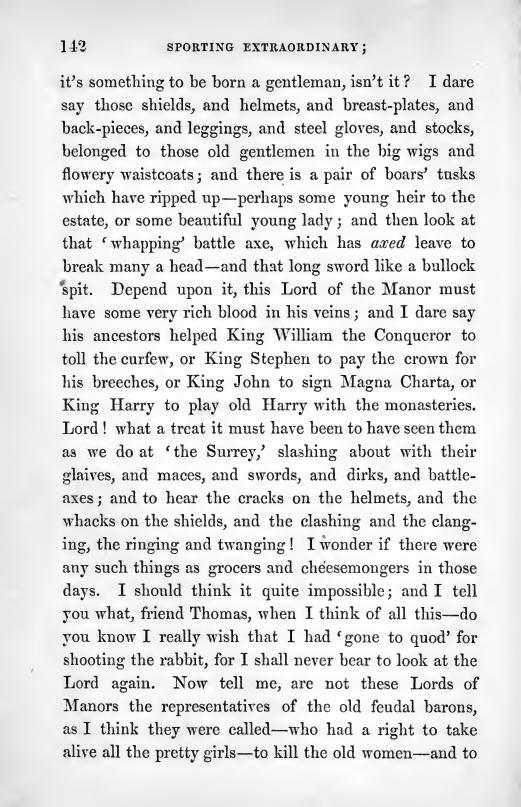 142 SPORTING EXTRAORDINARY;
it's something to be born a gentleman, isn't it? I dare
say those shields, and helmets, and breast-plates, and
back-pieces, and leggings, and steel gloves, and stocks,
belonged to those old gentlemen in the big wigs and
flowery waistcoats; and there is a pair of boars' tusks
which have ripped up—perhaps some young heir to the
estate, or some beautiful young lady; and then look at
that ‘whapping’ battle axe, which has axed leave to
break many a head—and that long sword like a bullock
spit. Depend upon it, this Lord of the Manor must
have some very rich blood in his veins; and I dare say
his ancestors helped King William the Conqueror to
toll the curfew, or King Stephen to pay the crown for
his breeches, or King John to sign Magna Charta, or
King Harry to play old Harry with the monasteries.
Lord! what a treat it must have been to have seen them
as we do at ‘the Surrey,’ slashing about with their
glaives, and maces, and swords, and dirks, and battle-
axes; and to hear the cracks on the helmets, and the
whacks on the shields, and the clashing and the clang-
ing, the ringing and twanging! I wonder if there were
any such things as grocers and cheesemongers in those
days. I should think it quite impossible; and I tell
you what, friend Thomas, when I think of all this—do
you know I really wish that I had ‘gone to quod’ for
shooting the rabbit, for I shall never bear to look at the
Lord again. Now tell me, are not these Lords of
Manors the representatives of the old feudal barons,
as I think they were called—who had a right to take
alive all the pretty girls—to kill the old women—and to